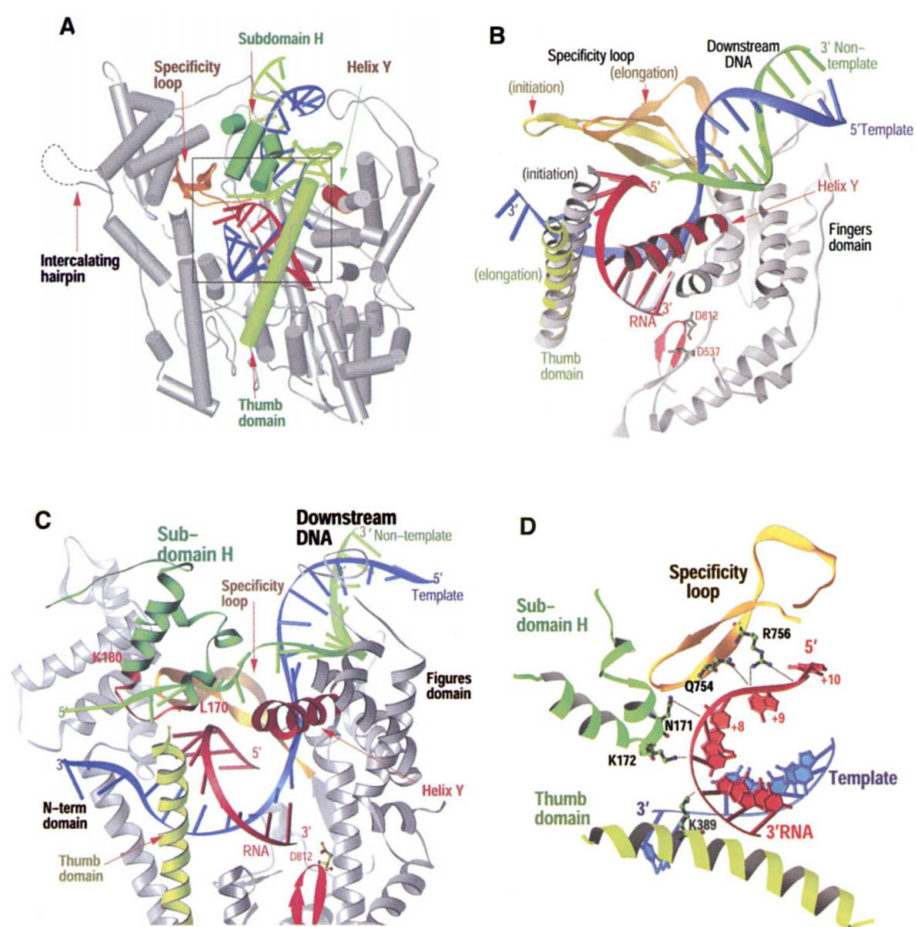 A
Subdomain H
Specificity
loop
Helix Y
Intercalating
hairpin
Thumb
domain
B
Specificity loop
(initiation)
(elongation)
Downstream
DNA
3′ Non-
template
5′Template
(initiation)
5′
3′
Helix Y
Fingers
domain
(elongation)
RNA
3′
D812
D537
Thumb
domain
C
Sub-
domain H
Downstream
DNA
3′ Non-template
5′
Template
Specificity
loop
K180
L170
5′
5′
Figures
domain
3′
N-term
domain
Helix Y
Thumb
domain
RNA
3′
D812
D
Specificity
loop
Sub-
domain H
R756
5′
+10
Q754
N171
+8
+9
K172
Template
Thumb
domain
3′
K389
3′RNA